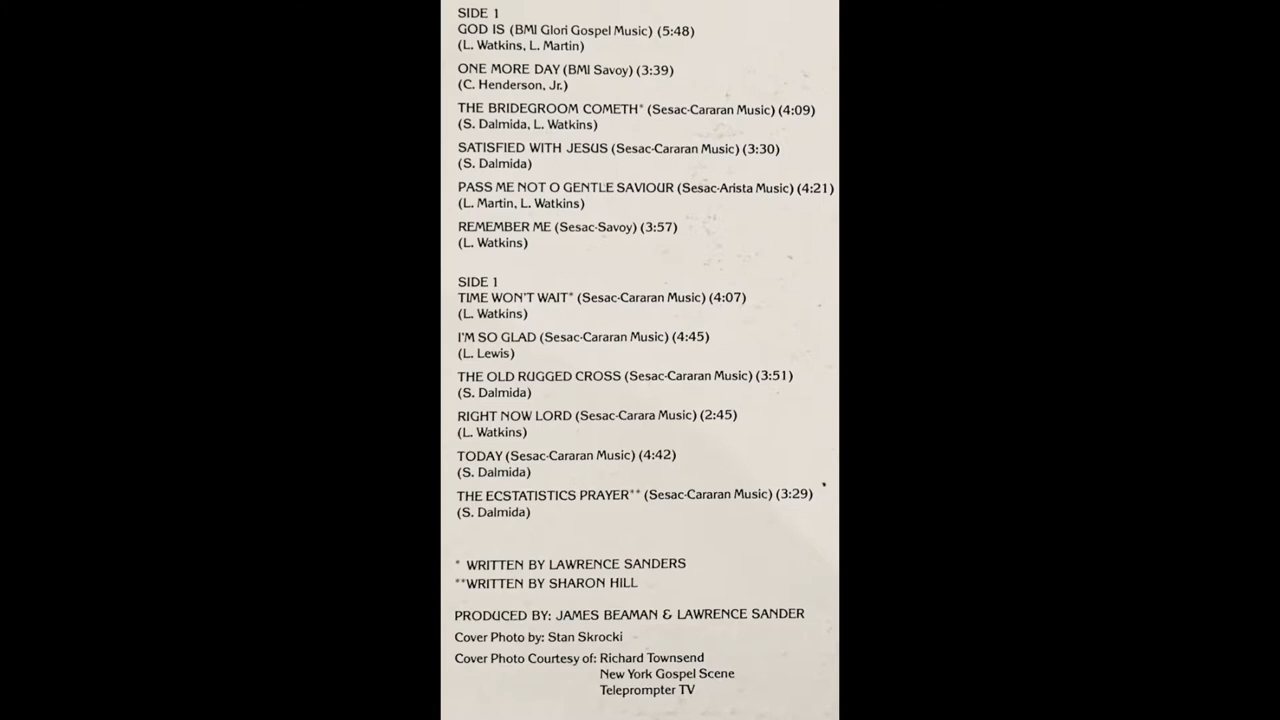 SIDE 1
GOD IS (BMI Glori Gospel Music) (5:48)
(L. Watkins, L. Martin)
ONE MORE DAY (BMI Savoy) (3:39)
(C. Henderson, Jr.)
THE BRIDEGROOM COMETH* (Sesac-Cararan Music) (4:09)
(S. Dalmida, L. Watkins)
SATISFIED WITH JESUS (Sesac-Cararan Music) (3:30)
(S. Dalmida)
PASS ME NOT O GENTLE SAVIOUR (Sesac-Arista Music) (4:21)
(L. Martin, L. Watkins)
REMEMBER ME (Sesac-Savoy) (3:57)
(L. Watkins)
SIDE 1
TIME WON'T WAIT* (Sesac-Cararan Music) (4:07)
(L. Watkins)
I'M SO GLAD (Sesac-Cararan Music) (4:45)
(L. Lewis)
THE OLD RUGGED CROSS (Sesac-Cararan Music) (3:51)
(S. Dalmida)
RIGHT NOW LORD (Sesac-Carara Music) (2:45)
(L. Watkins)
TODAY (Sesac-Cararan Music) (4:42)
(S. Dalmida)
THE ECSTATISTICS PRAYER** (Sesac-Cararan Music) (3:29)
(S. Dalmida)
* WRITTEN BY LAWRENCE SANDERS
**WRITTEN BY SHARON HILL
PRODUCED BY: JAMES BEAMAN & LAWRENCE SANDER
Cover Photo by: Stan Skrocki
Cover Photo Courtesy of: Richard Townsend
New York Gospel Scene
Teleprompter TV